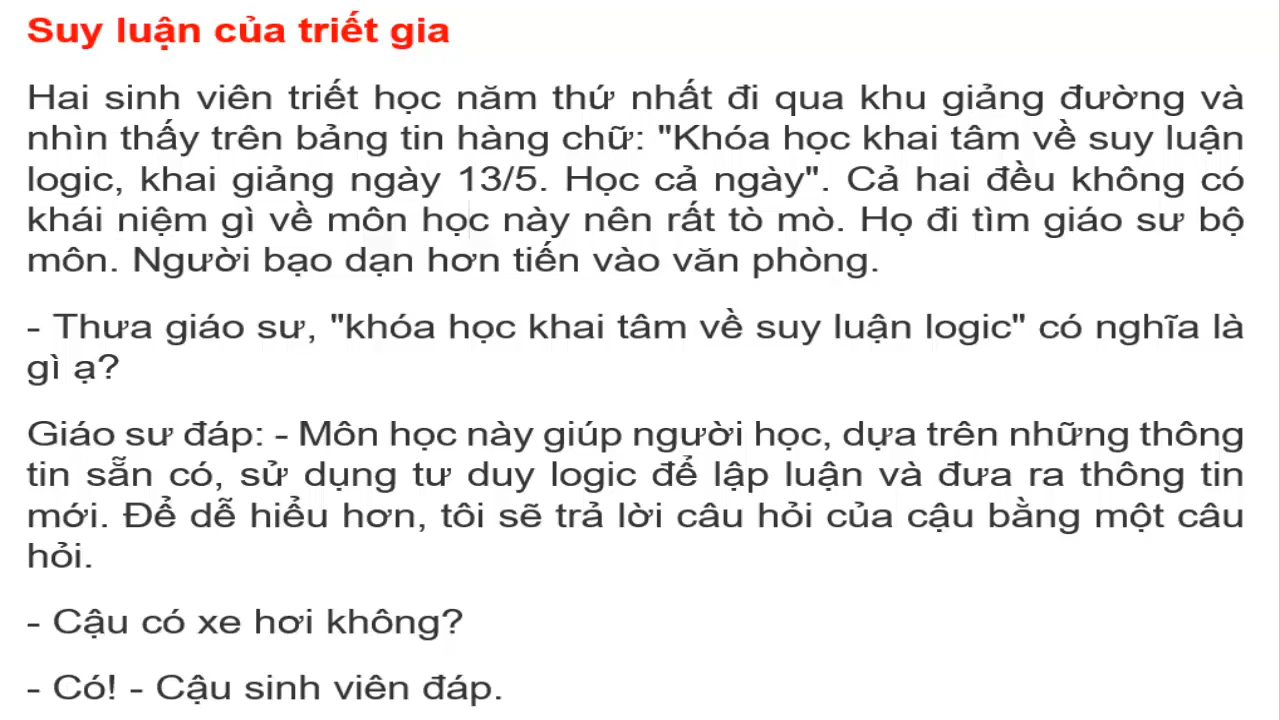 Suy luận của triết gia
Hai sinh viên triết học năm thứ nhất đi qua khu giảng đường và
nhìn thấy trên bảng tin hàng chữ: "Khóa học khai tâm về suy luận
logic, khai giảng ngày 13/5. Học cả ngày". Cả hai đều không có
khái niệm gì về môn học này nên rất tò mò. Họ đi tìm giáo sư bộ
môn. Người bạo dạn hơn tiến vào văn phòng.
- Thưa giáo sư, "khóa học khai tâm về suy luận logic" có nghĩa là
gì ạ?
Giáo sư đáp: - Môn học này giúp người học, dựa trên những thông
tin sẵn có, sử dụng tư duy logic để lập luận và đưa ra thông tin
mới. Để dễ hiểu hơn, tôi sẽ trả lời câu hỏi của cậu bằng một câu
hỏi.
- Cậu có xe hơi không?
- Có! - Cậu sinh viên đáp.